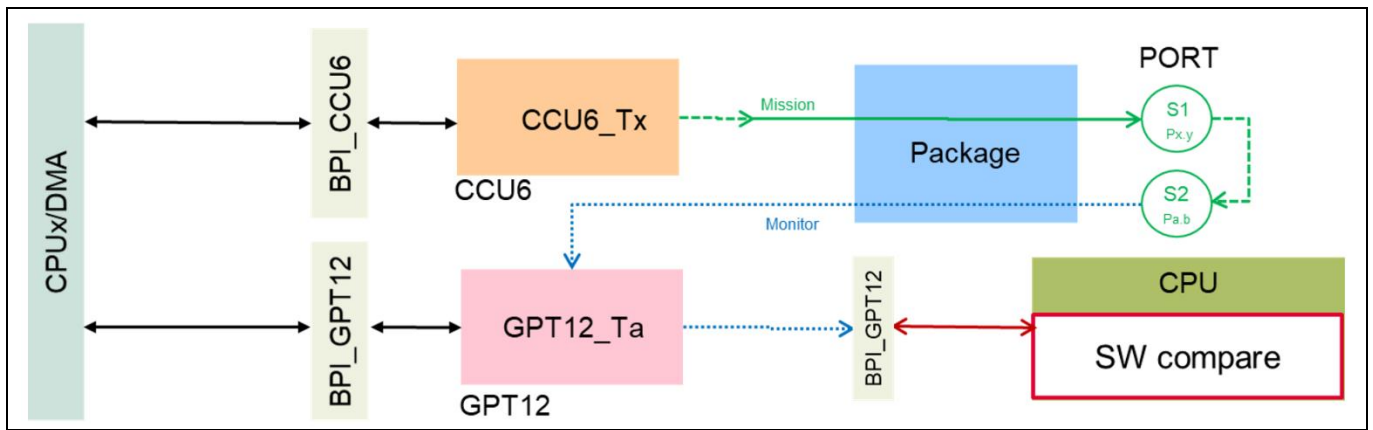 CPUx/DMA
BPI_CCU6
CCU6_Tx
CCU6
Mission
Package
PORT
S1
Px.y
S2
Pa.b
Monitor
BPI_GPT12
GPT12_Ta
GPT12
BPI_GPT12
CPU
SW compare